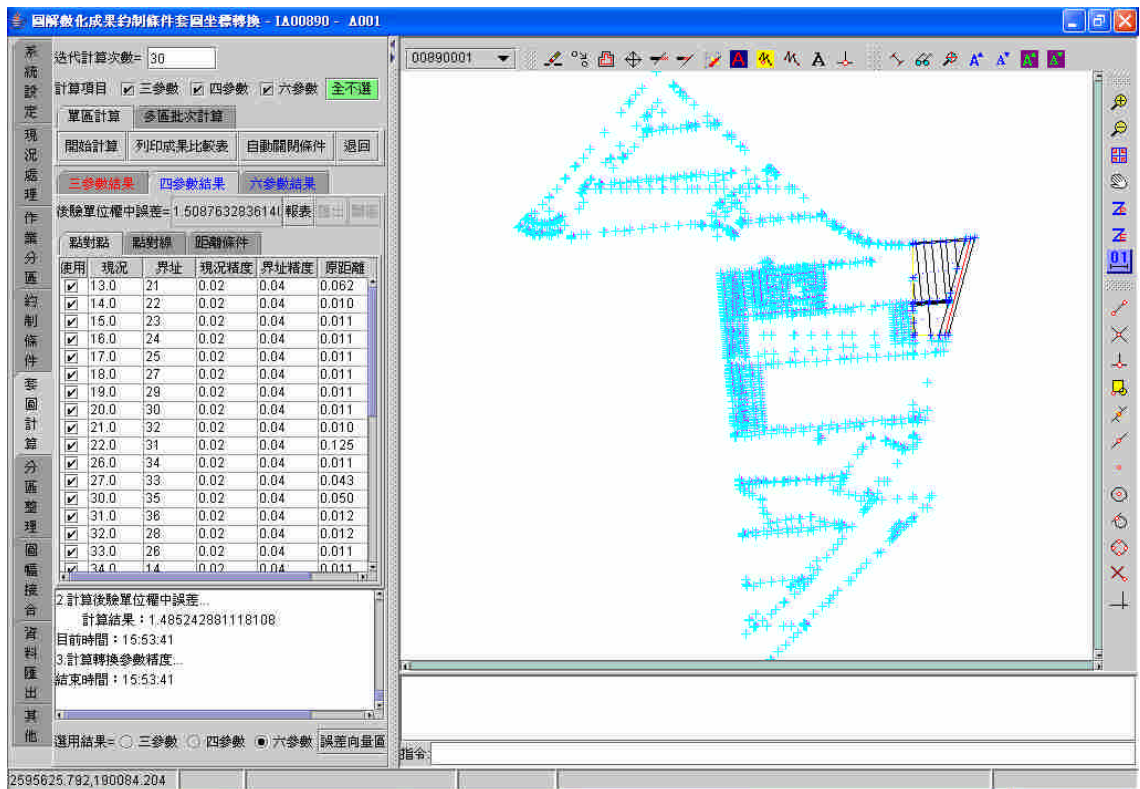 圖解數化成果約制條件套圖坐標轉換 - IA00890 - A001
系統設定
現況處理
作業分區
約制條件
套圖計算
分區整理
圖幅接合
資料匯出
其他
迭代計算次數= 30
計算項目 三參數 四參數 六參數 全不選
單區計算 多區批次計算
開始計算 列印成果比較表 自動關閉條件 退回
三參數結果 四參數結果 六參數結果
後驗單位權中誤差= 1.5087632836140 報表
點對點 點對線 距離條件
使用 現況 界址 現況精度 界址精度 原距離
13.0 21 0.02 0.04 0.062
14.0 22 0.02 0.04 0.010
15.0 23 0.02 0.04 0.011
16.0 24 0.02 0.04 0.011
17.0 25 0.02 0.04 0.011
18.0 27 0.02 0.04 0.011
19.0 29 0.02 0.04 0.011
20.0 30 0.02 0.04 0.011
21.0 32 0.02 0.04 0.010
22.0 31 0.02 0.04 0.125
26.0 34 0.02 0.04 0.011
27.0 33 0.02 0.04 0.043
30.0 35 0.02 0.04 0.050
31.0 36 0.02 0.04 0.012
32.0 28 0.02 0.04 0.012
33.0 26 0.02 0.04 0.011
34.0 14 0.02 0.04 0.011
2.計算後驗單位權中誤差...
計算結果：1.485242881118108
目前時間：15:53:41
3.計算轉換參數精度...
結束時間：15:53:41
選用結果= 三參數 四參數 六參數 誤差向量圖
00890001
A A A A A A A
01
指令:
2595625.792,190084.204